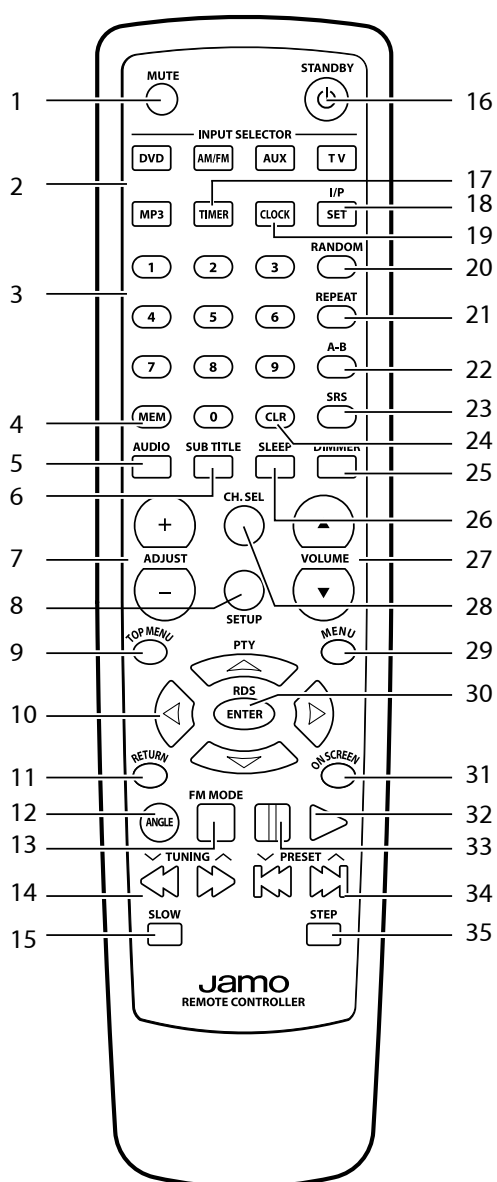 MUTE STANDBY
1 16
INPUT SELECTOR
DVD AM/FM AUX TV
2 17
I/P
18
MP3 TIMER CLOCK SET
19
RANDOM
1 2 3 20
3
REPEAT
4 5 6 21
A-B
7 8 9 22
SRS
23
4 MEM 0 CLR
24
5 AUDIO SUB TITLE SLEEP DIMMER
25
6 CH. SEL 26
+
7 ADJUST VOLUME 27
8 – 28
SETUP
9 TOP MENU PTY MENU 29
RDS 30
10 ENTER
11 RETURN ON SCREEN 31
12 FM MODE 32
ANGLE
13 33
TUNING PRESET
14 34
SLOW STEP
15 35
Jamo
REMOTE CONTROLLER